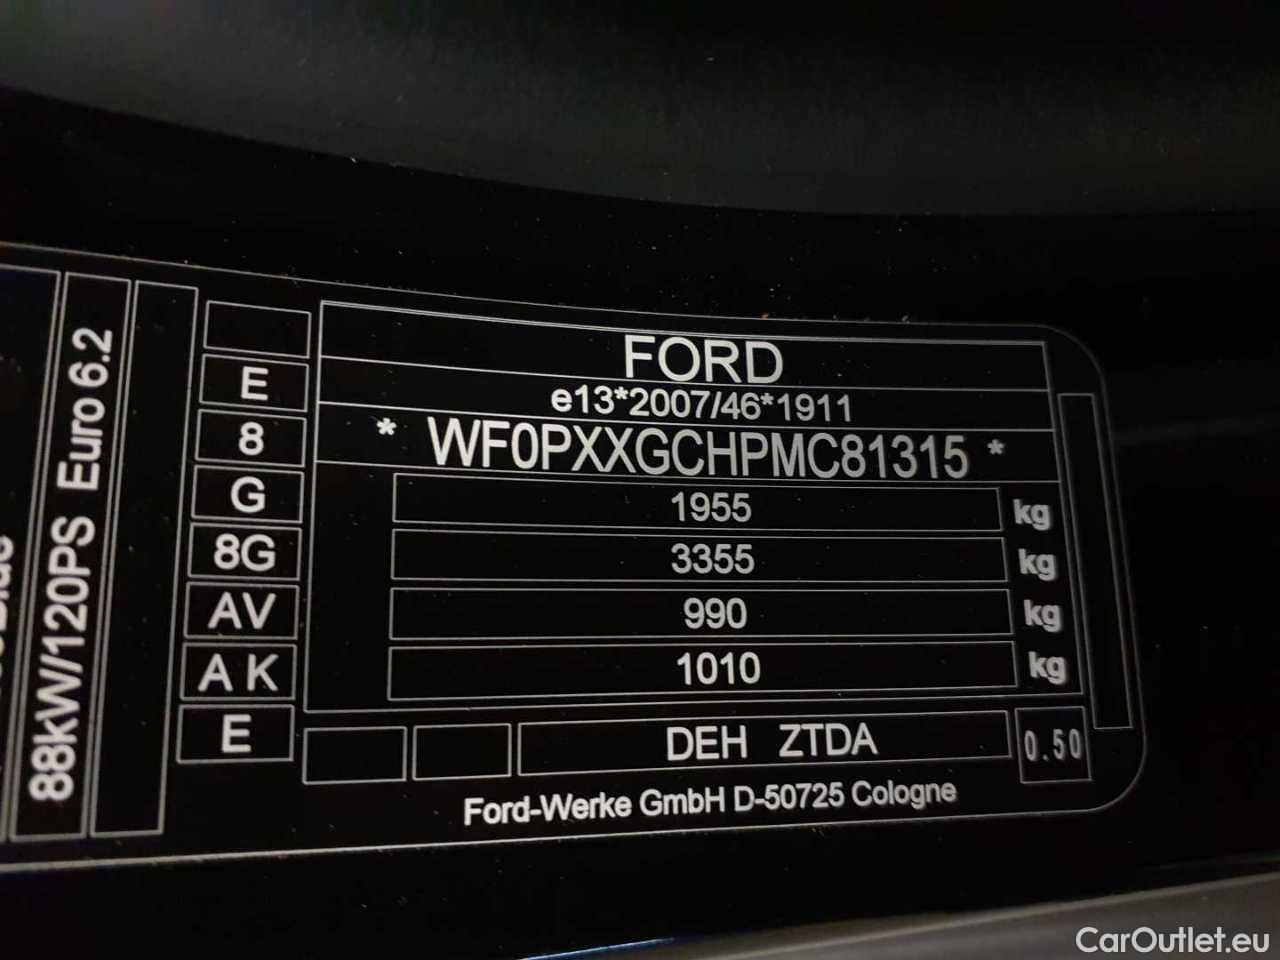 FORD
e13*2007/46*1911
* WF0PXXGCHPMC81315 *
1955 kg
3355 kg
990 kg
1010 kg
DEH ZTDA
0.50
Ford-Werke GmbH D-50725 Cologne
E
8
G
8G
AV
A K
E
88kW/120PS Euro 6.2
CarOutlet.eu